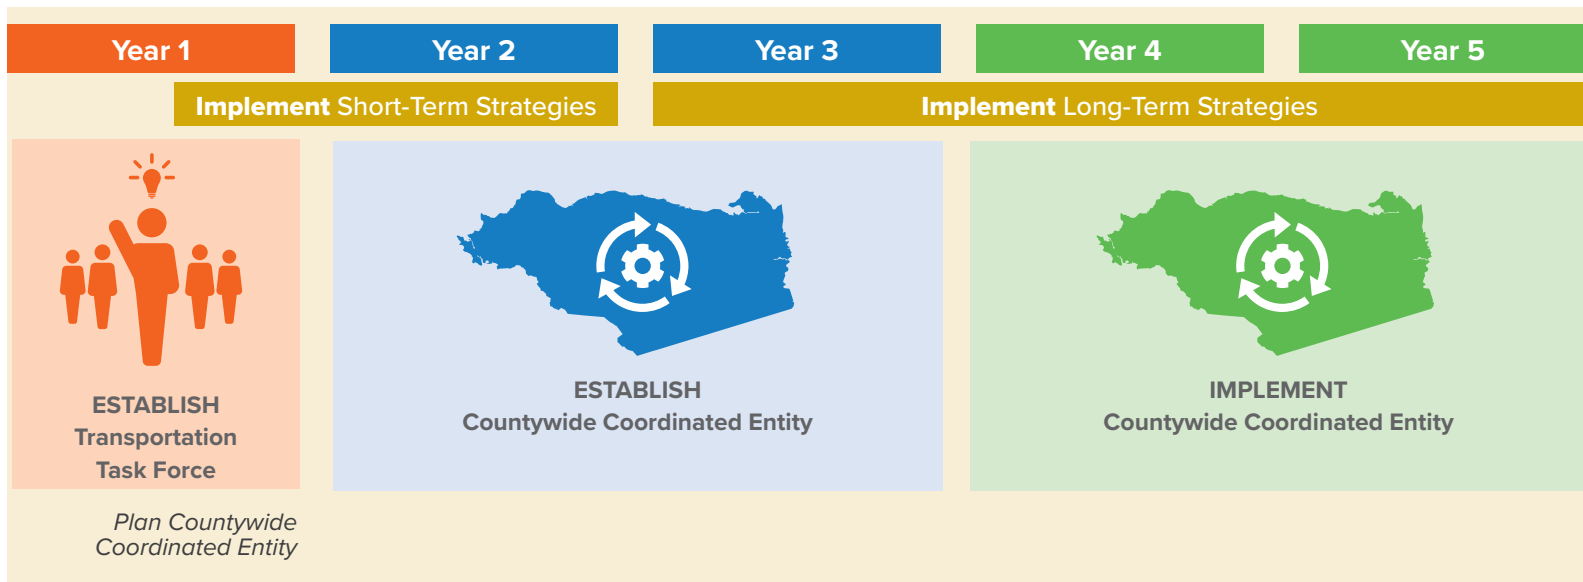 Year 1
Year 2
Year 3
Year 4
Year 5
Implement Short-Term Strategies
Implement Long-Term Strategies
ESTABLISH
Transportation
Task Force
Plan Countywide
Coordinated Entity
ESTABLISH
Countywide Coordinated Entity
IMPLEMENT
Countywide Coordinated Entity